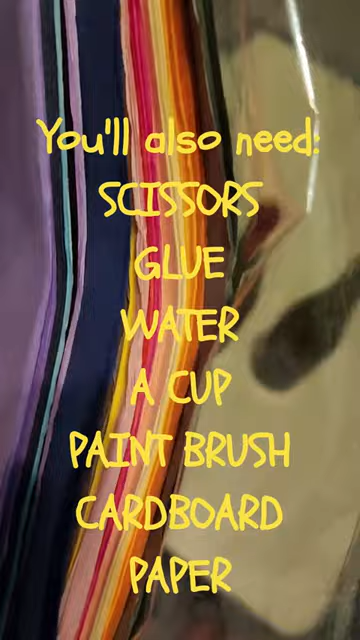 You'll also need:
SCISSORS
GLUE
WATER
A CUP
PAINT BRUSH
CARDBOARD
PAPER